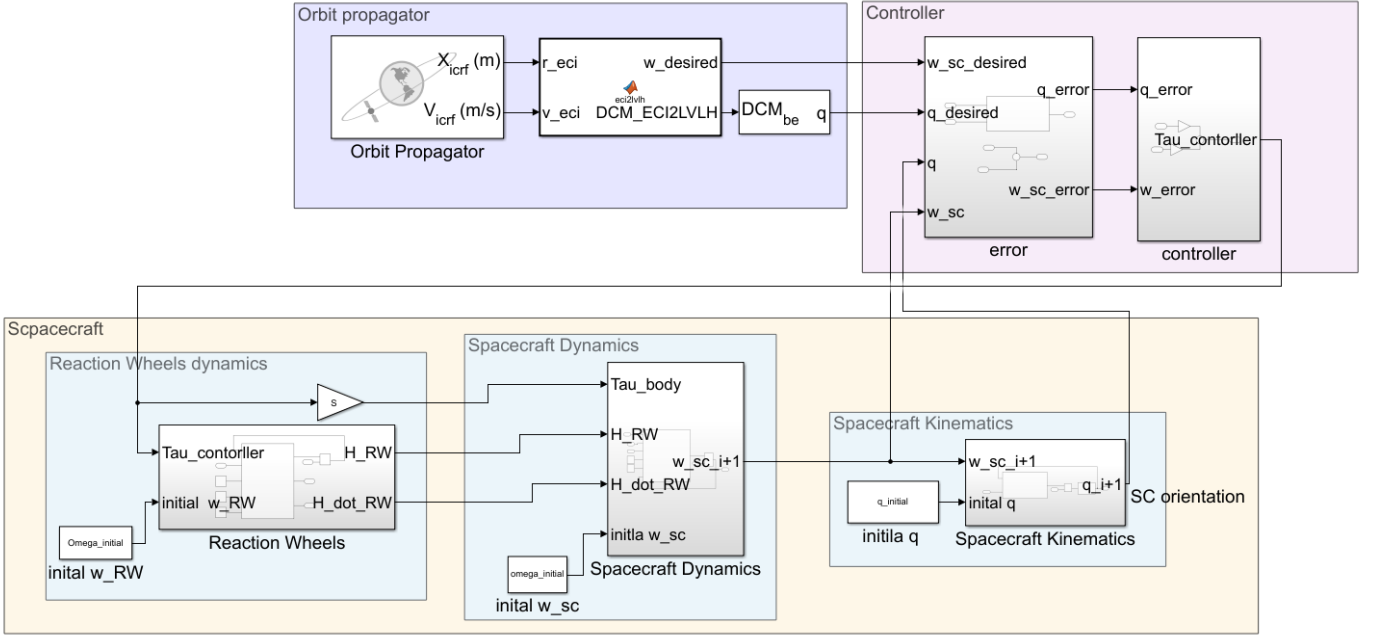 Orbit propagator
X_icrf (m)
V_icrf (m/s)
Orbit Propagator
r_eci
v_eci
w_desired
eci2lvlh
DCM_ECI2LVLH
DCM_be
q
Controller
w_sc_desired
q_desired
q
w_sc
q_error
w_sc_error
error
q_error
w_error
Tau_contorller
controller
Scpacecraft
Reaction Wheels dynamics
s
Tau_contorller
initial w_RW
H_RW
H_dot_RW
Reaction Wheels
Omega_initial
inital w_RW
Spacecraft Dynamics
Tau_body
H_RW
H_dot_RW
initla w_sc
w_sc_i+1
Spacecraft Dynamics
omega_initial
inital w_sc
Spacecraft Kinematics
w_sc_i+1
inital q
q_i+1
SC orientation
q_initial
initila q
Spacecraft Kinematics